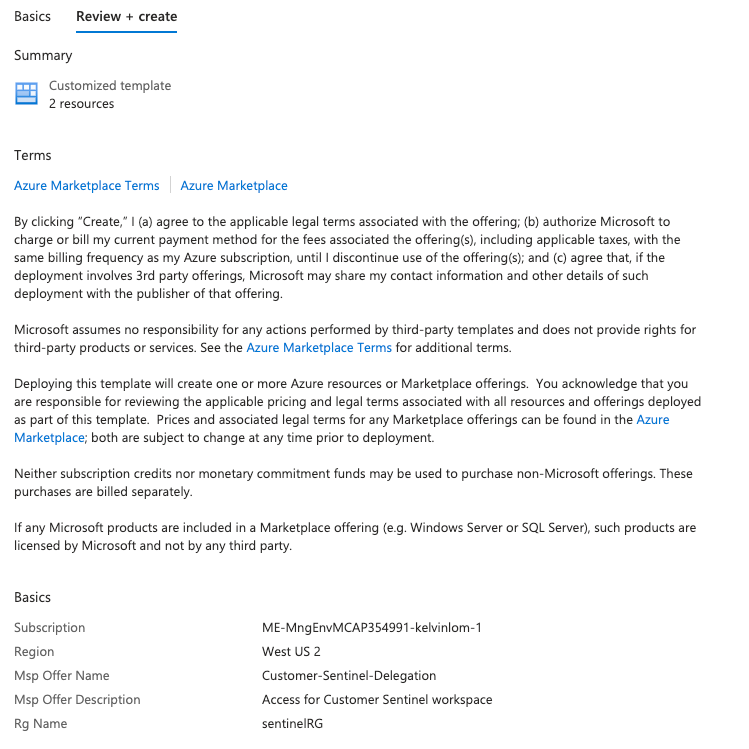 Basics Review + create
Summary
Customized template
2 resources
Terms
Azure Marketplace Terms Azure Marketplace
By clicking "Create," I (a) agree to the applicable legal terms associated with the offering; (b) authorize Microsoft to
charge or bill my current payment method for the fees associated the offering(s), including applicable taxes, with the
same billing frequency as my Azure subscription, until I discontinue use of the offering(s); and (c) agree that, if the
deployment involves 3rd party offerings, Microsoft may share my contact information and other details of such
deployment with the publisher of that offering.
Microsoft assumes no responsibility for any actions performed by third-party templates and does not provide rights for
third-party products or services. See the Azure Marketplace Terms for additional terms.
Deploying this template will create one or more Azure resources or Marketplace offerings. You acknowledge that you
are responsible for reviewing the applicable pricing and legal terms associated with all resources and offerings deployed
as part of this template. Prices and associated legal terms for any Marketplace offerings can be found in the Azure
Marketplace; both are subject to change at any time prior to deployment.
Neither subscription credits nor monetary commitment funds may be used to purchase non-Microsoft offerings. These
purchases are billed separately.
If any Microsoft products are included in a Marketplace offering (e.g. Windows Server or SQL Server), such products are
licensed by Microsoft and not by any third party.
Basics
Subscription ME-MngEnvMCAP354991-kelvinlom-1
Region West US 2
Msp Offer Name Customer-Sentinel-Delegation
Msp Offer Description Access for Customer Sentinel workspace
Rg Name sentinelRG